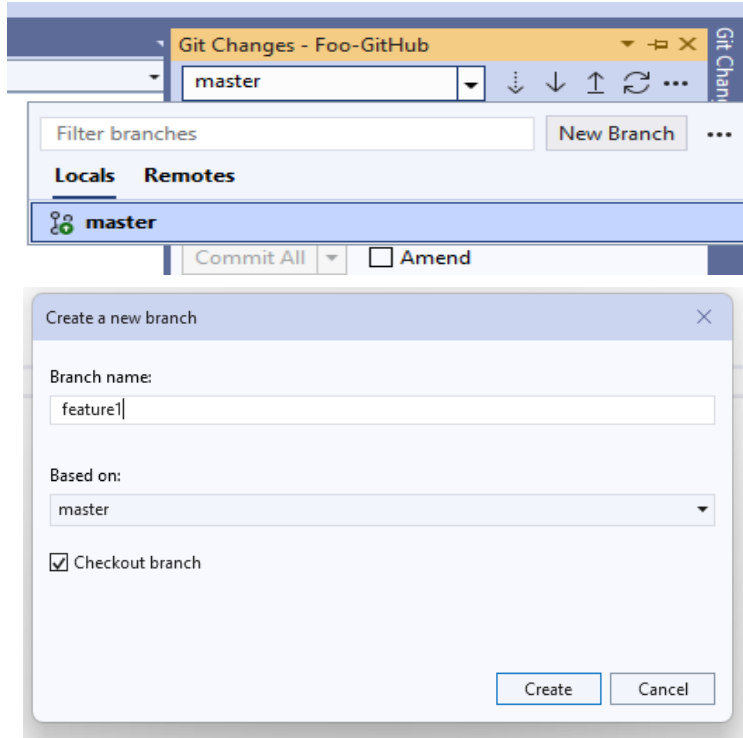 Git Changes - Foo-GitHub
master
Git Chang
Filter branches
New Branch
Locals Remotes
master
Commit All Amend
Create a new branch
Branch name:
feature1
Based on:
master
Checkout branch
Create Cancel